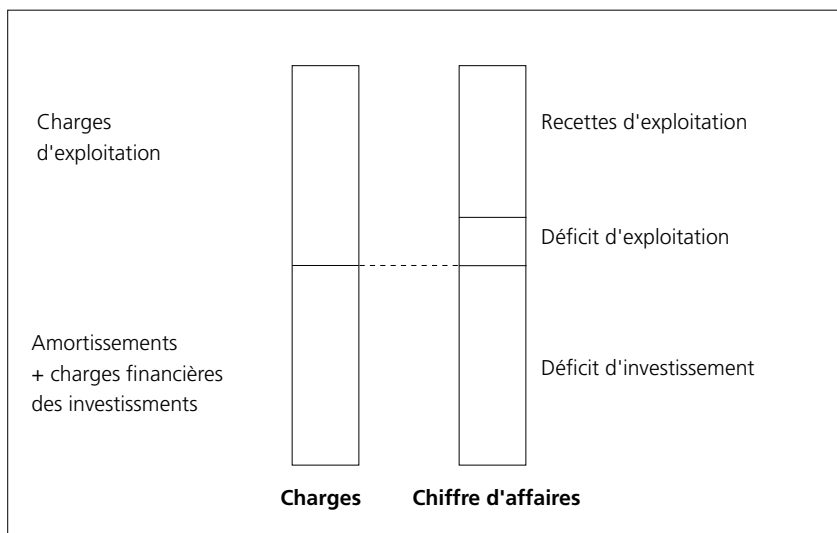 Charges
d'exploitation
Recettes d'exploitation
Déficit d'exploitation
Amortissements
+ charges financières
des investissments
Déficit d'investissement
Charges
Chiffre d'affaires